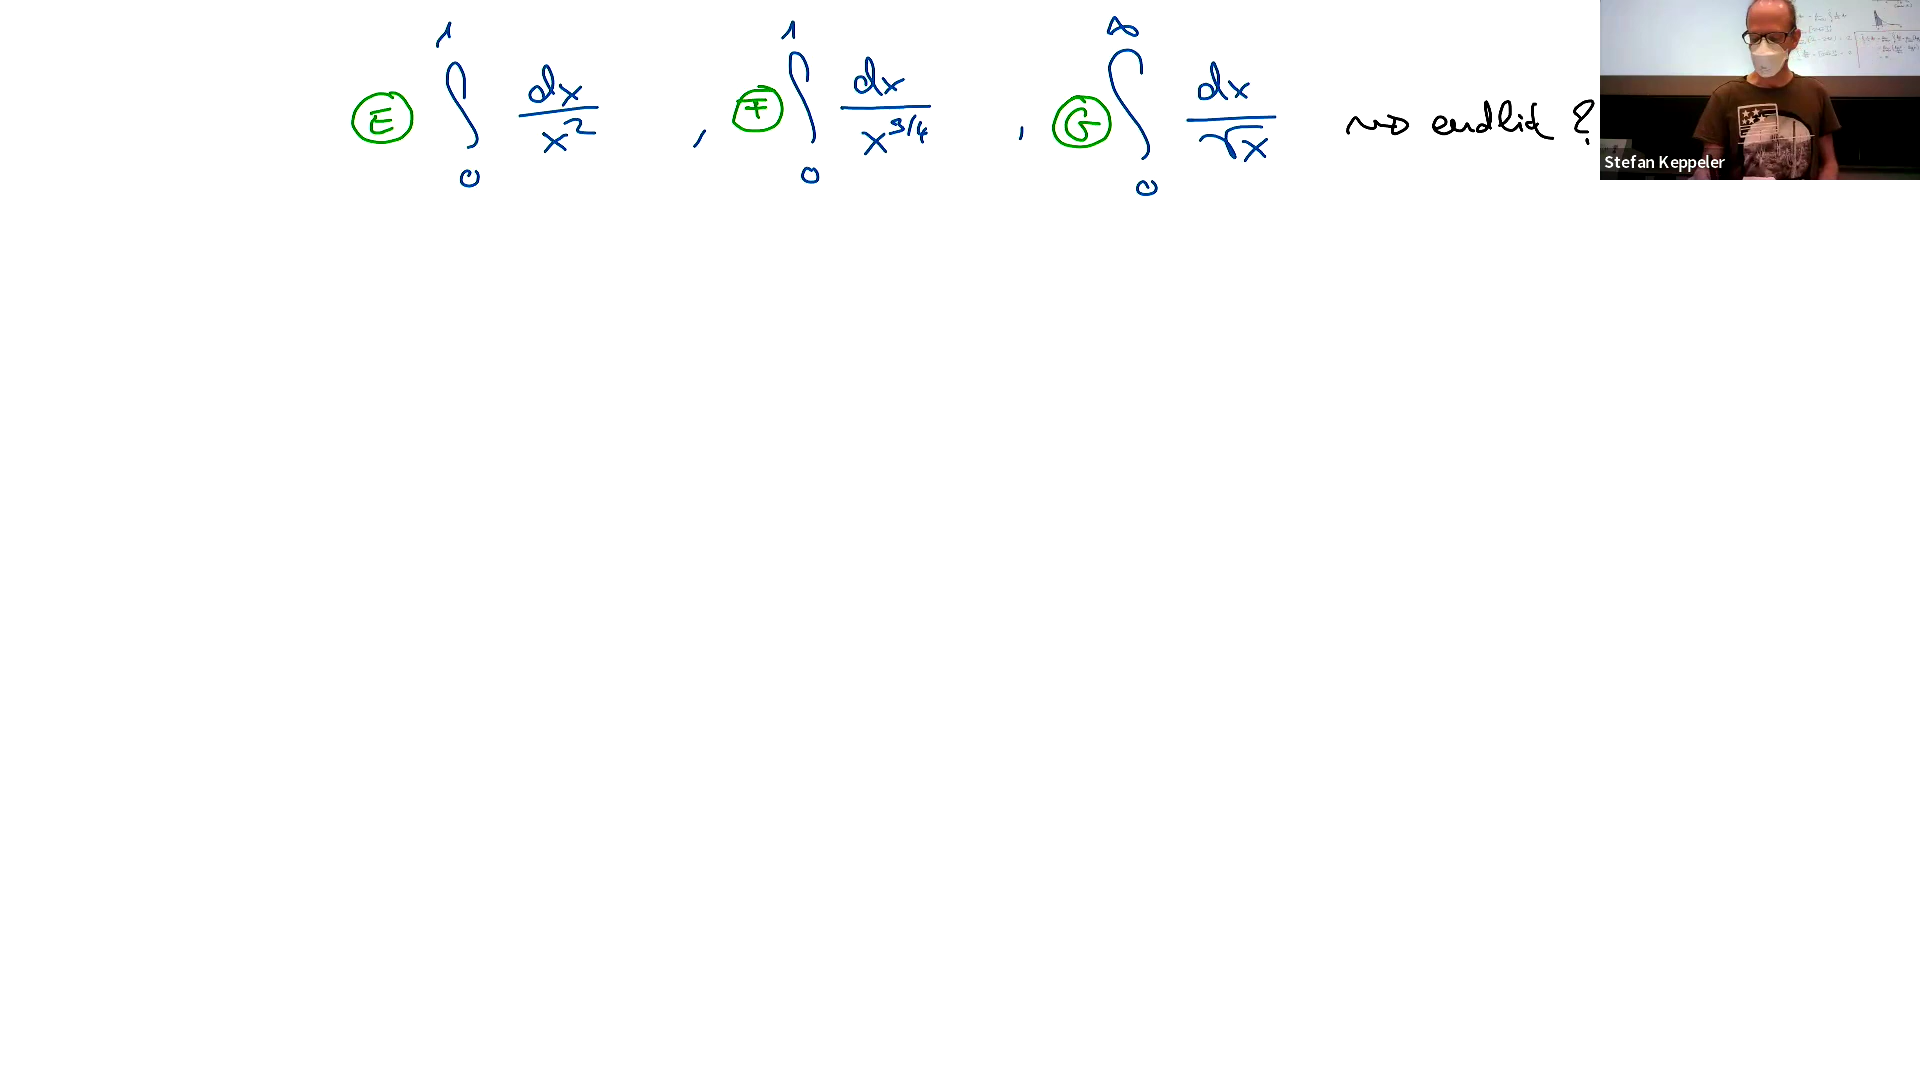 Ⓔ ∫₀¹ dx/x² , Ⓕ ∫₀¹ dx/x^{3/4} , Ⓖ ∫₀^∞ dx/√x ⇝ endlich ?
Stefan Keppeler